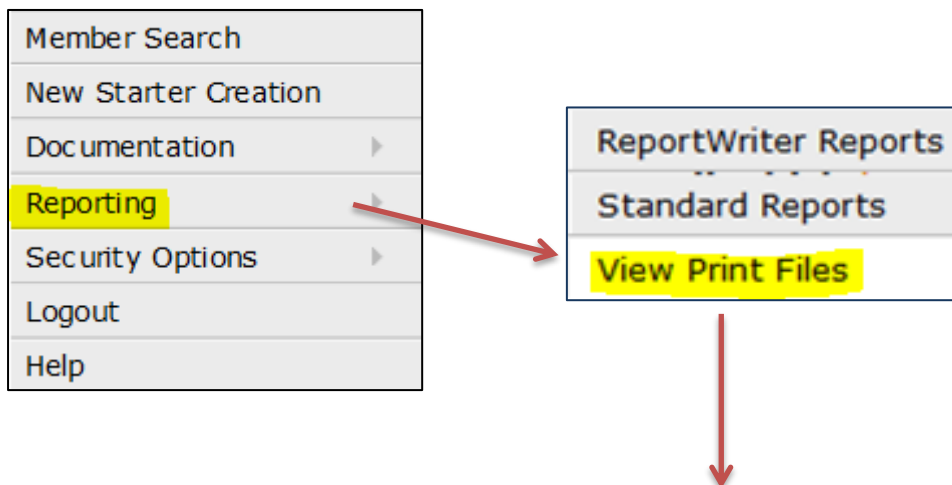 Member Search
New Starter Creation
Documentation
Reporting
Security Options
Logout
Help
ReportWriter Reports
Standard Reports
View Print Files